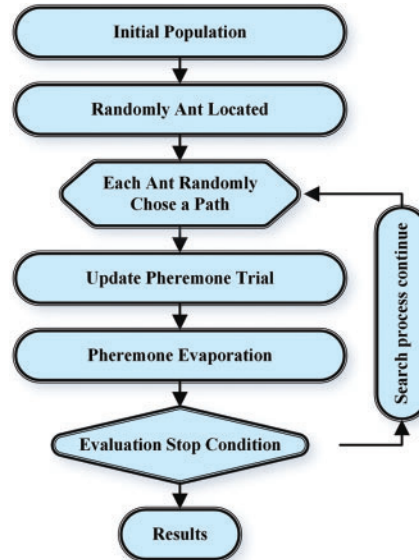 Initial Population
Randomly Ant Located
Each Ant Randomly
Chose a Path
Update Pheremone Trial
Pheremone Evaporation
Evaluation Stop Condition
Results
Search process continue